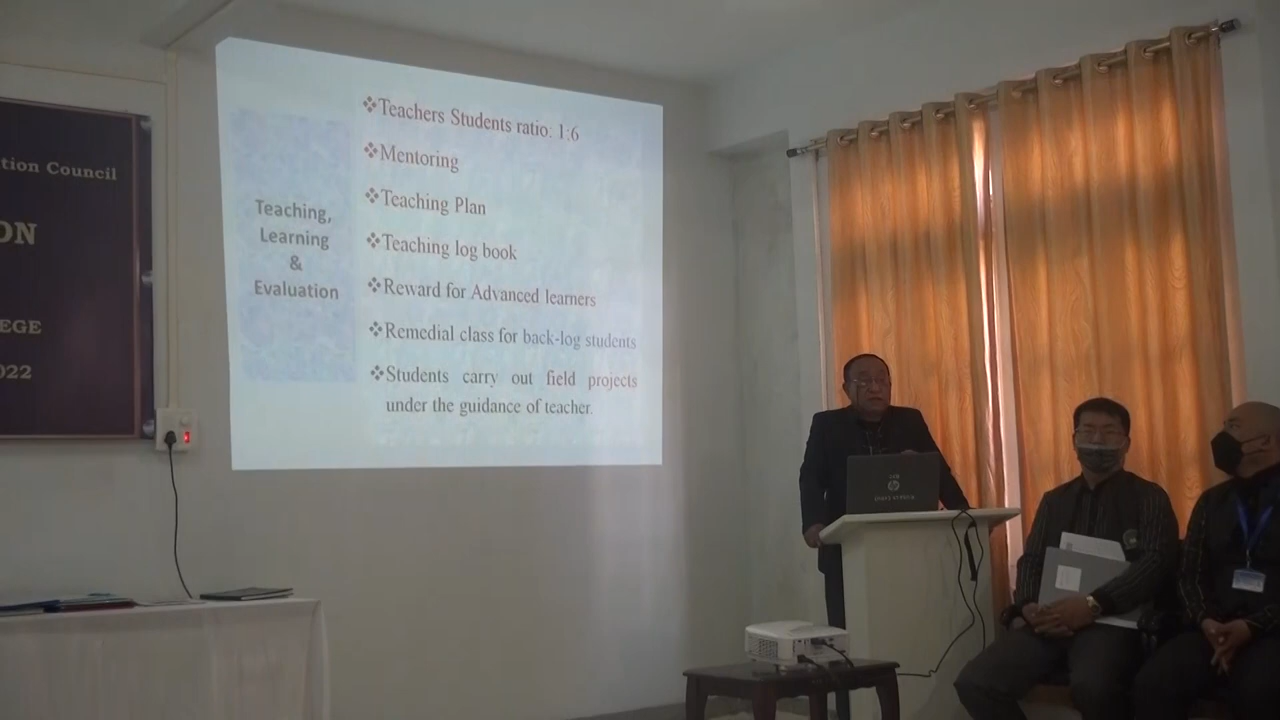 tion Council
ON
EGE
022
Teaching,
Learning
&
Evaluation
❖Teachers Students ratio: 1:6
❖Mentoring
❖Teaching Plan
❖Teaching log book
❖Reward for Advanced learners
❖Remedial class for back-log students
❖Students carry out field projects
under the guidance of teacher.
hp